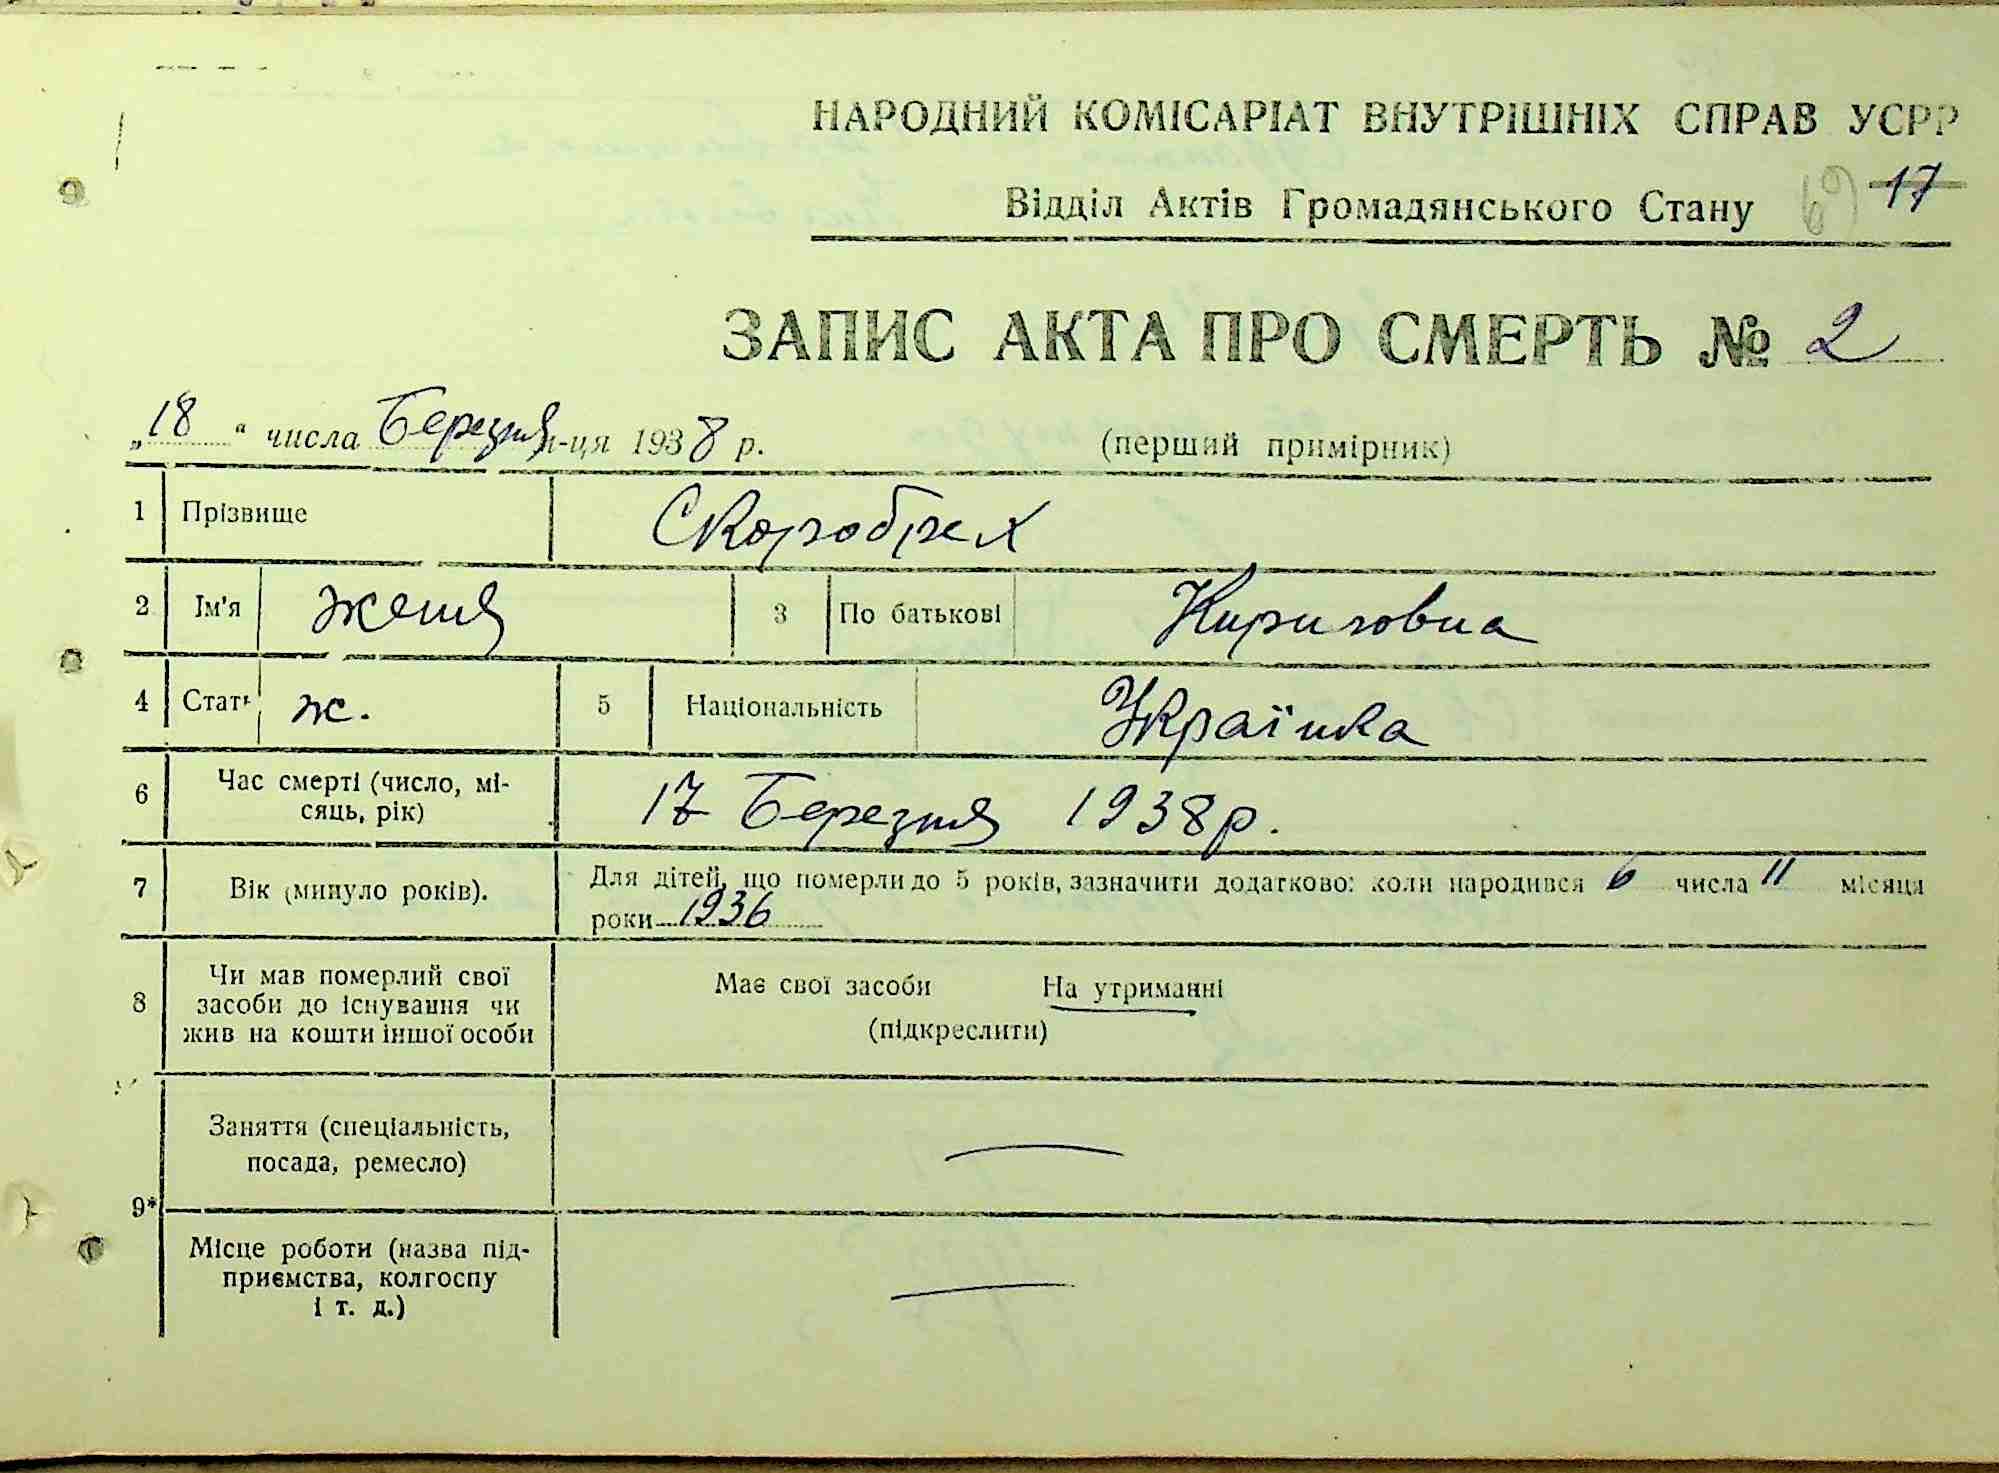 НАРОДНИЙ КОМІСАРІАТ ВНУТРІШНІХ СПРАВ УСРР
Відділ Актів Громадянського Стану 69 17
ЗАПИС АКТА ПРО СМЕРТЬ № 2
„18“ числа Березня м-ця 1938 р. (перший примірник)
1 Прізвище Скоробрех
2 Ім'я Женя 3 По батькові Кириловна
4 Стать ж. 5 Національність Українка
6 Час смерті (число, мі-
сяць, рік) 17 Березня 1938 р.
7 Вік (минуло років). Для дітей, що померли до 5 років, зазначити додатково: коли народився 6 числа 11 місяця
роки 1936
8 Чи мав померлий свої
засоби до існування чи
жив на кошти іншої особи
Має свої засоби На утриманні
(підкреслити)
Заняття (спеціальність,
посада, ремесло) —
9*
Місце роботи (назва під-
приємства, колгоспу
і т. д.) —